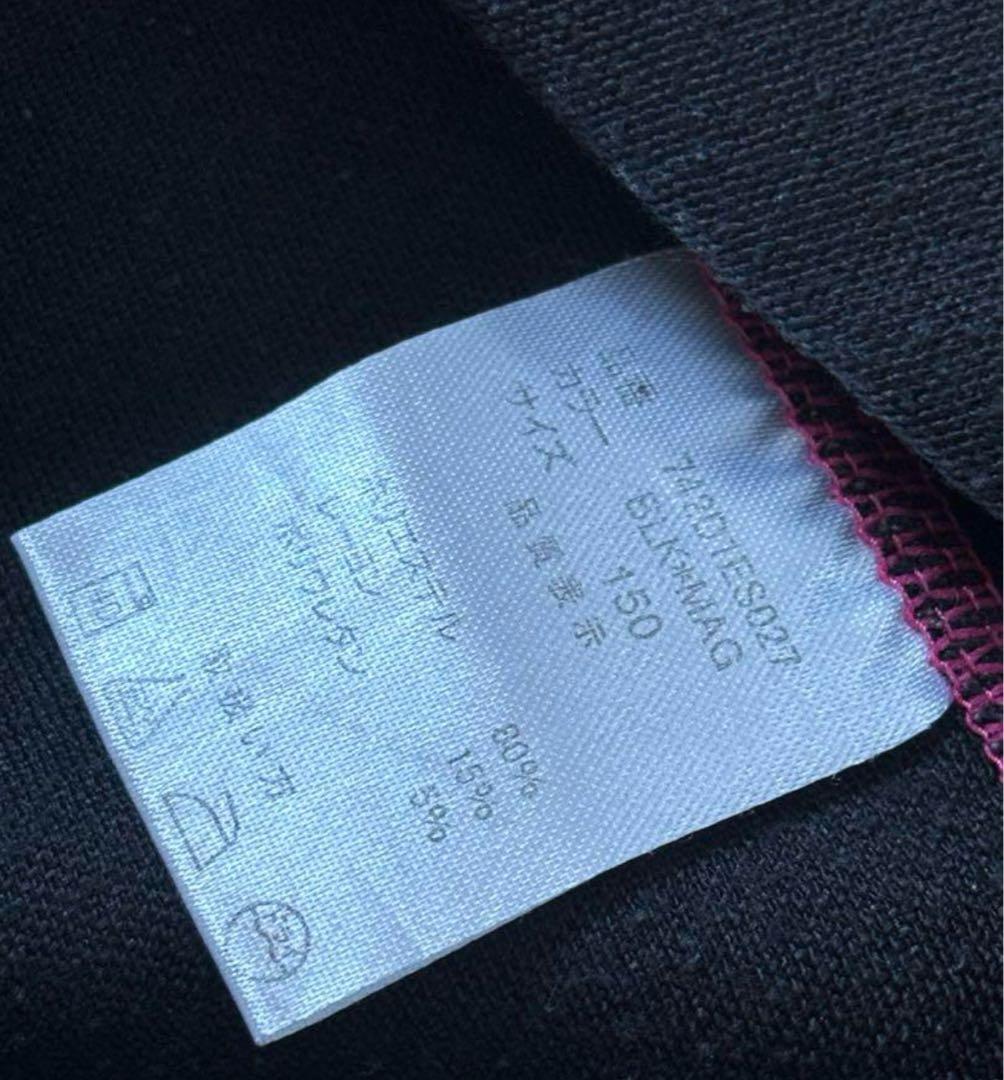 品番 742DTES027
カラー BLK×MAG
サイズ 150
品質表示
ポリエステル 80%
レーヨン 15%
ポリウレタン 5%
取扱い方
40